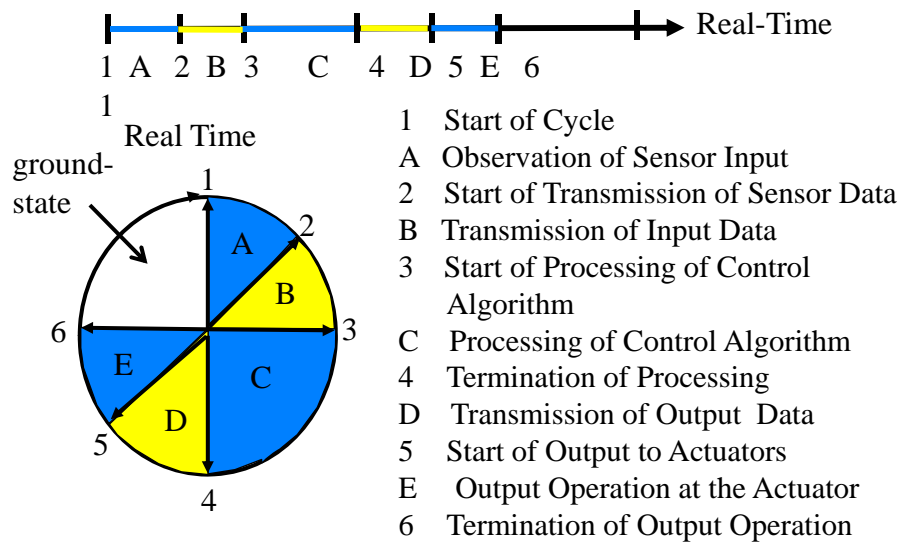 Real-Time
1 A 2 B 3 C 4 D 5 E 6
1
Real Time
ground-
state
1
2
3
4
5
6
A
B
C
D
E
1 Start of Cycle
A Observation of Sensor Input
2 Start of Transmission of Sensor Data
B Transmission of Input Data
3 Start of Processing of Control
Algorithm
C Processing of Control Algorithm
4 Termination of Processing
D Transmission of Output Data
5 Start of Output to Actuators
E Output Operation at the Actuator
6 Termination of Output Operation